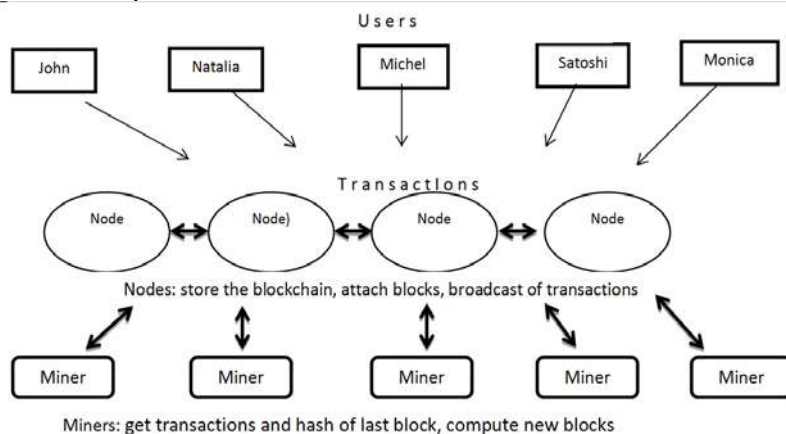 Users
John
Natalia
Michel
Satoshi
Monica
TransactIons
Node
Node)
Node
Node
Nodes: store the blockchain, attach blocks, broadcast of transactions
Miner
Miner
Miner
Miner
Miner
Miners: get transactions and hash of last block, compute new blocks